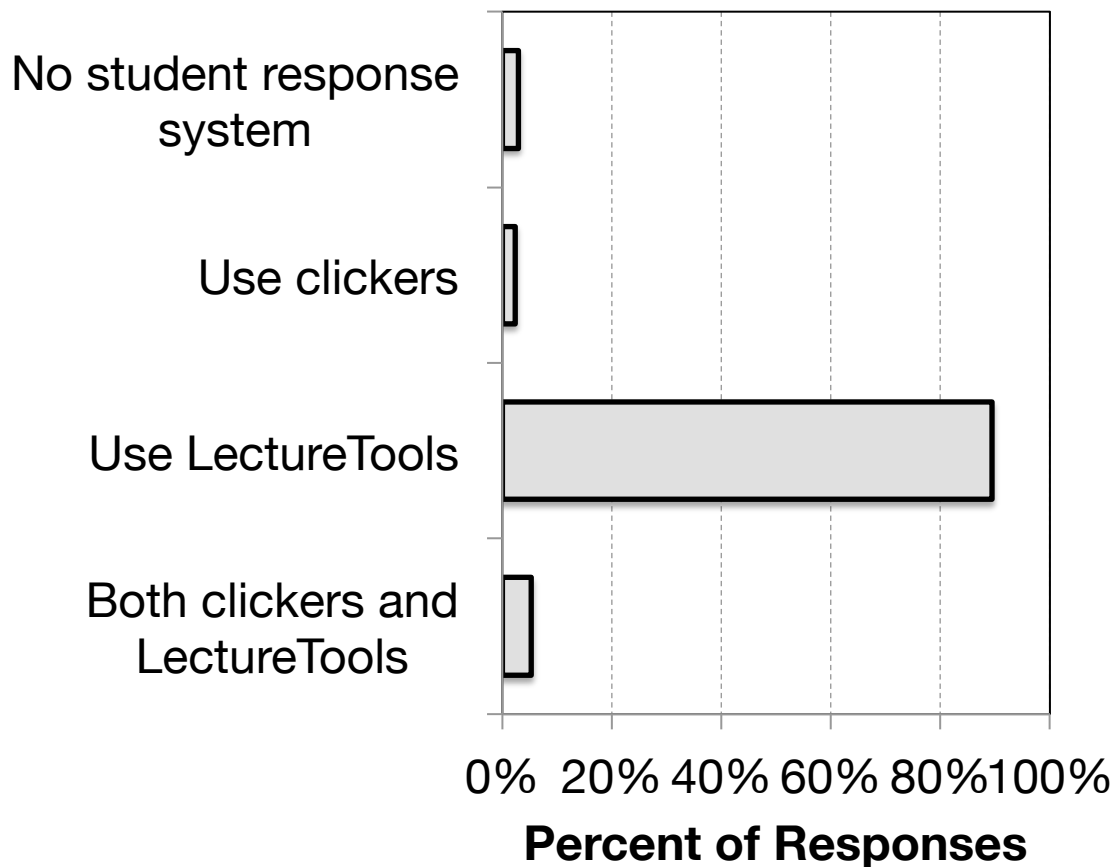 No student response
system
Use clickers
Use LectureTools
Both clickers and
LectureTools
0% 20% 40% 60% 80%100%
Percent of Responses